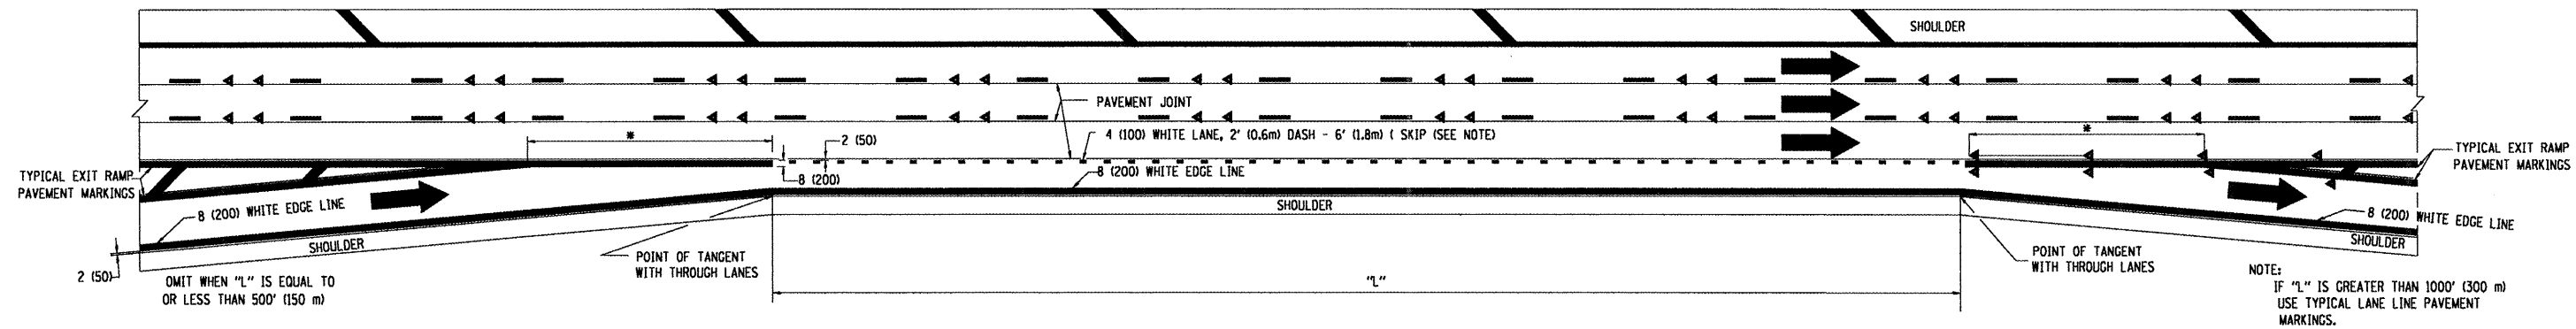 SHOULDER
PAVEMENT JOINT
4 (100) WHITE LANE, 2' (0.6m) DASH - 6' (1.8m) ( SKIP (SEE NOTE)
*
2 (50)
8 (200)
8 (200) WHITE EDGE LINE
SHOULDER
TYPICAL EXIT RAMP
PAVEMENT MARKINGS
8 (200) WHITE EDGE LINE
SHOULDER
2 (50)
OMIT WHEN "L" IS EQUAL TO
OR LESS THAN 500' (150 m)
POINT OF TANGENT
WITH THROUGH LANES
"L"
*
TYPICAL EXIT RAMP
PAVEMENT MARKINGS
8 (200) WHITE EDGE LINE
SHOULDER
POINT OF TANGENT
WITH THROUGH LANES
NOTE:
IF "L" IS GREATER THAN 1000' (300 m)
USE TYPICAL LANE LINE PAVEMENT
MARKINGS.